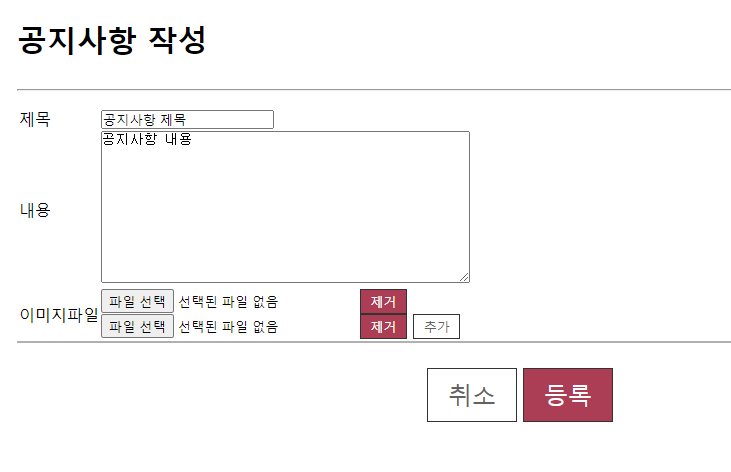 공지사항 작성
제목 공지사항 제목
공지사항 내용
내용
파일 선택 선택된 파일 없음 제거
이미지파일
파일 선택 선택된 파일 없음 제거 추가
취소 등록